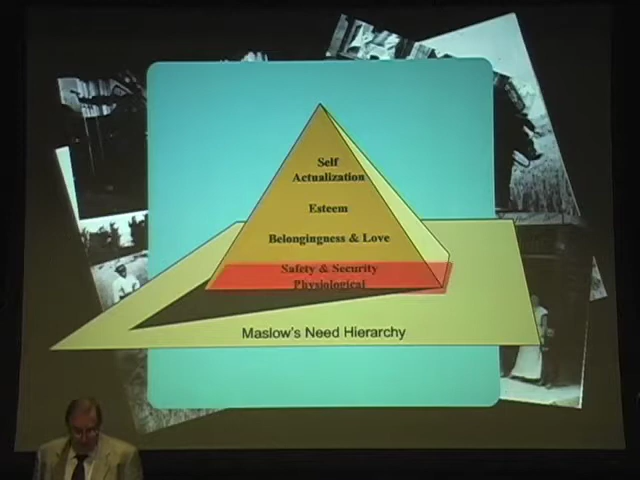 Self
Actualization
Esteem
Belongingness & Love
Safety & Security
Physiological
Maslow's Need Hierarchy